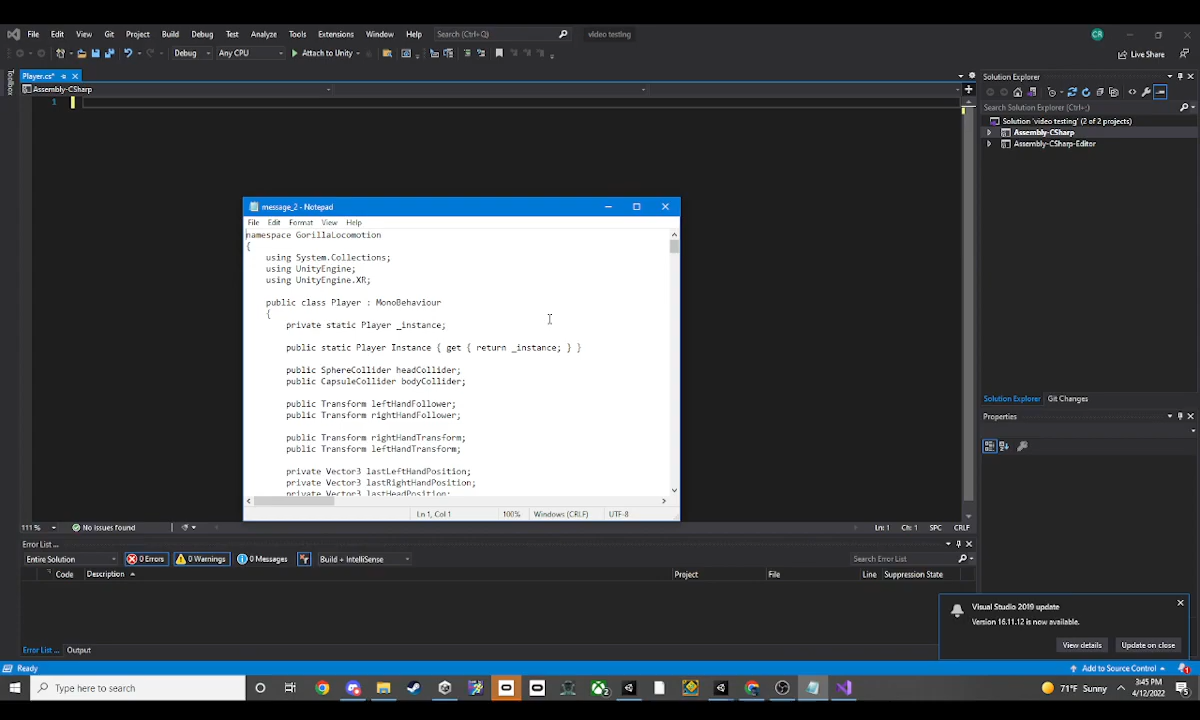 File Edit View Git Project Build Debug Test Analyze Tools Extensions Window Help Search (Ctrl+Q) video testing CR
Debug Any CPU Attach to Unity Live Share
Toolbox
Player.cs*
Assembly-CSharp
1
Solution Explorer
Search Solution Explorer (Ctrl+;)
Solution 'video testing' (2 of 2 projects)
Assembly-CSharp
Assembly-CSharp-Editor
message_2 - Notepad
File Edit Format View Help
namespace GorillaLocomotion
{
using System.Collections;
using UnityEngine;
using UnityEngine.XR;
public class Player : MonoBehaviour
{
private static Player _instance;
public static Player Instance { get { return _instance; } }
public SphereCollider headCollider;
public CapsuleCollider bodyCollider;
public Transform leftHandFollower;
public Transform rightHandFollower;
public Transform rightHandTransform;
public Transform leftHandTransform;
private Vector3 lastLeftHandPosition;
private Vector3 lastRightHandPosition;
private Vector3 lastHeadPosition;
Ln 1, Col 1 100% Windows (CRLF) UTF-8
Solution Explorer Git Changes
Properties
111% No issues found Ln: 1 Ch: 1 SPC CRLF
Error List
Entire Solution 0 Errors 0 Warnings 0 Messages Build + IntelliSense Search Error List
Code Description Project File Line Suppression State
Visual Studio 2019 update
Version 16.11.12 is now available.
View details Update on close
Error List ... Output
Ready Add to Source Control
Type here to search
71°F Sunny
3:45 PM
4/12/2022